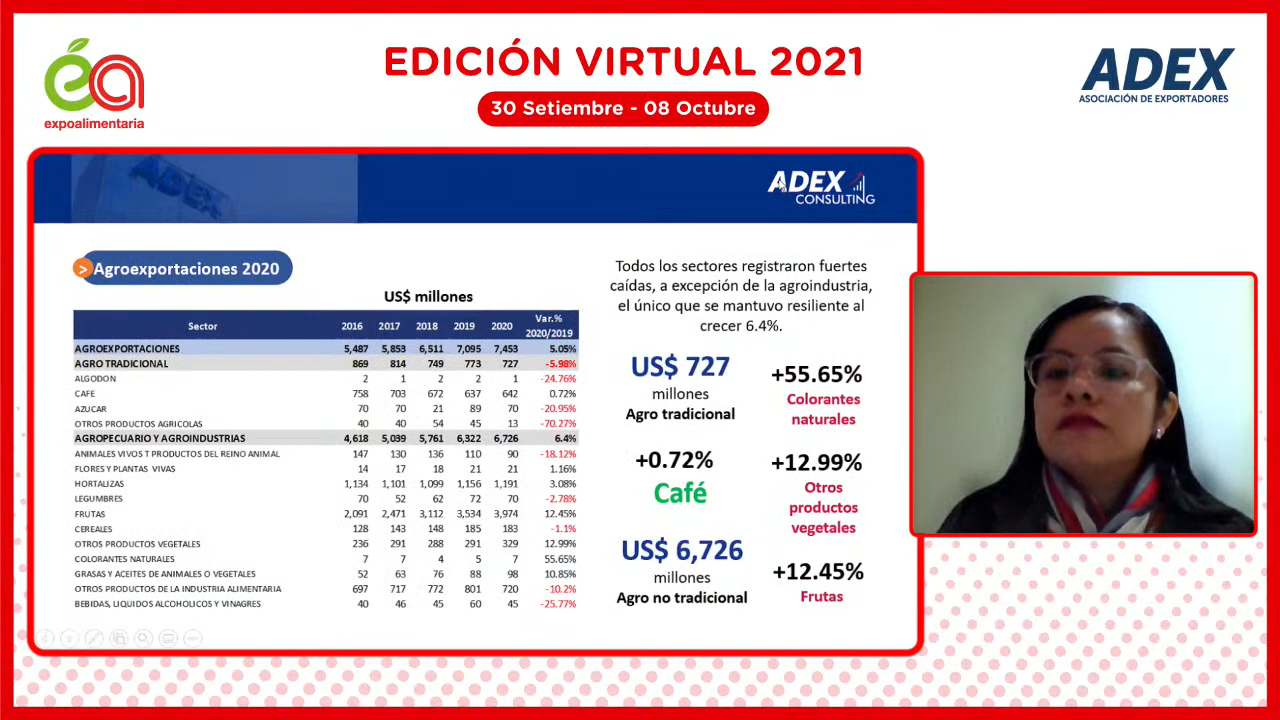 éa
expoalimentaria
EDICIÓN VIRTUAL 2021
30 Setiembre - 08 Octubre
ADEX
ASOCIACIÓN DE EXPORTADORES
ADEX
ADEX
CONSULTING
> Agroexportaciones 2020
US$ millones
Sector 2016 2017 2018 2019 2020 Var.% 2020/2019
AGROEXPORTACIONES 5,487 5,853 6,511 7,095 7,453 5.05%
AGRO TRADICIONAL 869 814 749 773 727 -5.98%
ALGODON 2 1 2 2 1 -24.76%
CAFE 758 703 672 637 642 0.72%
AZUCAR 70 70 21 89 70 -20.95%
OTROS PRODUCTOS AGRICOLAS 40 40 54 45 13 -70.27%
AGROPECUARIO Y AGROINDUSTRIAS 4,618 5,039 5,761 6,322 6,726 6.4%
ANIMALES VIVOS T PRODUCTOS DEL REINO ANIMAL 147 130 136 110 90 -18.12%
FLORES Y PLANTAS VIVAS 14 17 18 21 21 1.16%
HORTALIZAS 1,134 1,101 1,099 1,156 1,191 3.08%
LEGUMBRES 70 52 62 72 70 -2.78%
FRUTAS 2,091 2,471 3,112 3,534 3,974 12.45%
CEREALES 128 143 148 185 183 -1.1%
OTROS PRODUCTOS VEGETALES 236 291 288 291 329 12.99%
COLORANTES NATURALES 7 7 4 5 7 55.65%
GRASAS Y ACEITES DE ANIMALES O VEGETALES 52 63 76 88 98 10.85%
OTROS PRODUCTOS DE LA INDUSTRIA ALIMENTARIA 697 717 772 801 720 -10.2%
BEBIDAS, LIQUIDOS ALCOHOLICOS Y VINAGRES 40 46 45 60 45 -25.77%
Todos los sectores registraron fuertes
caídas, a excepción de la agroindustria,
el único que se mantuvo resiliente al
crecer 6.4%.
US$ 727
millones
Agro tradicional
+0.72%
Café
US$ 6,726
millones
Agro no tradicional
+55.65%
Colorantes
naturales
+12.99%
Otros
productos
vegetales
+12.45%
Frutas